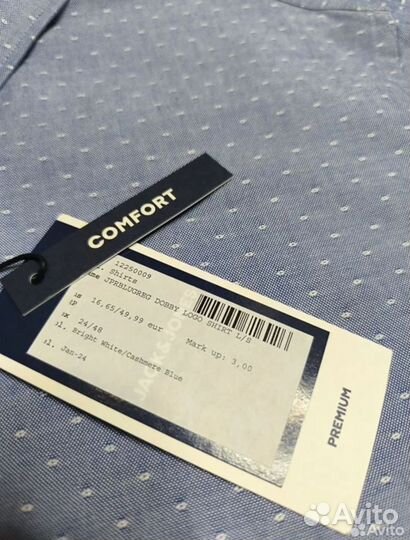 COMFORT
12250009
Shirts
JPRBLUGREG DOBBY LOGO SHIRT L/S
16,65/49,99 eur
Mark up: 3,00
24/48
Bright White/Cashmere Blue
Jan-24
JACK&JONES
PREMIUM
Avito
Avito